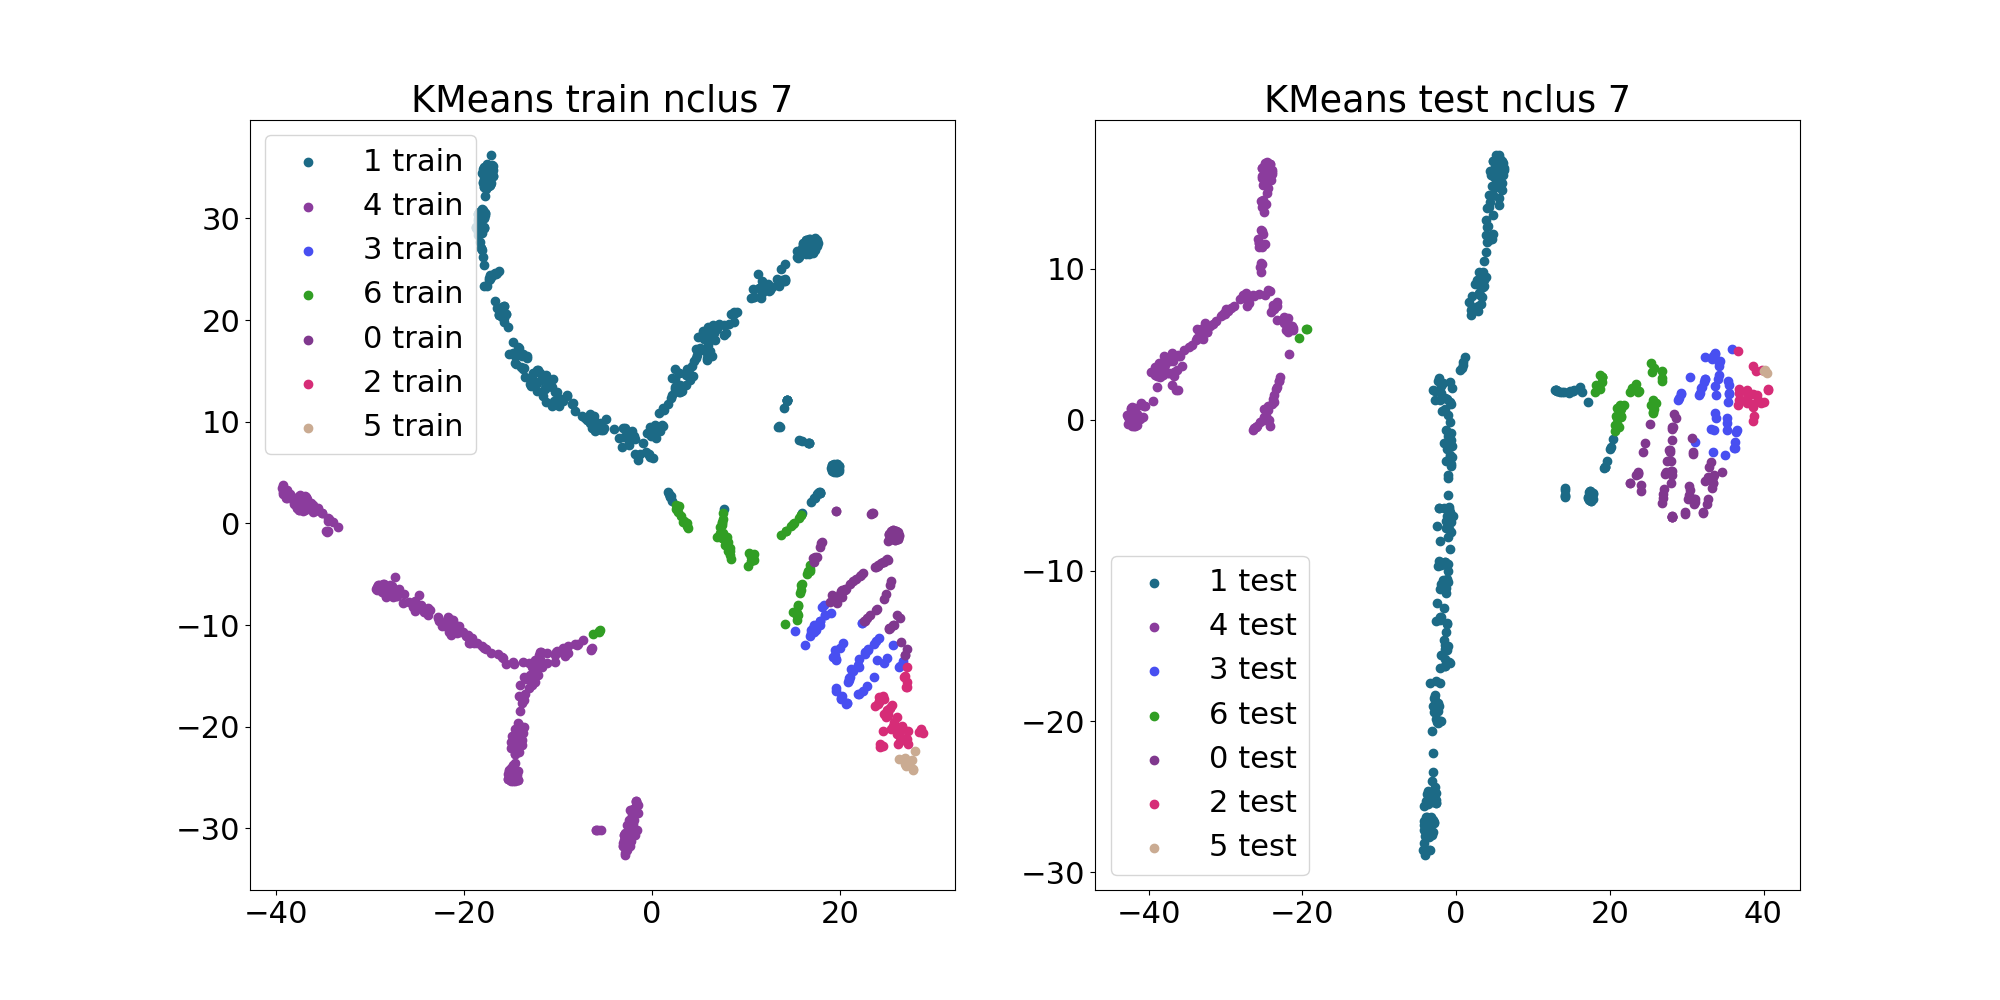 KMeans train nclus 7
1 train
4 train
3 train
6 train
0 train
2 train
5 train
30
20
10
0
−10
−20
−30
−40
−20
0
20
KMeans test nclus 7
10
0
−10
−20
−30
1 test
4 test
3 test
6 test
0 test
2 test
5 test
−40
−20
0
20
40